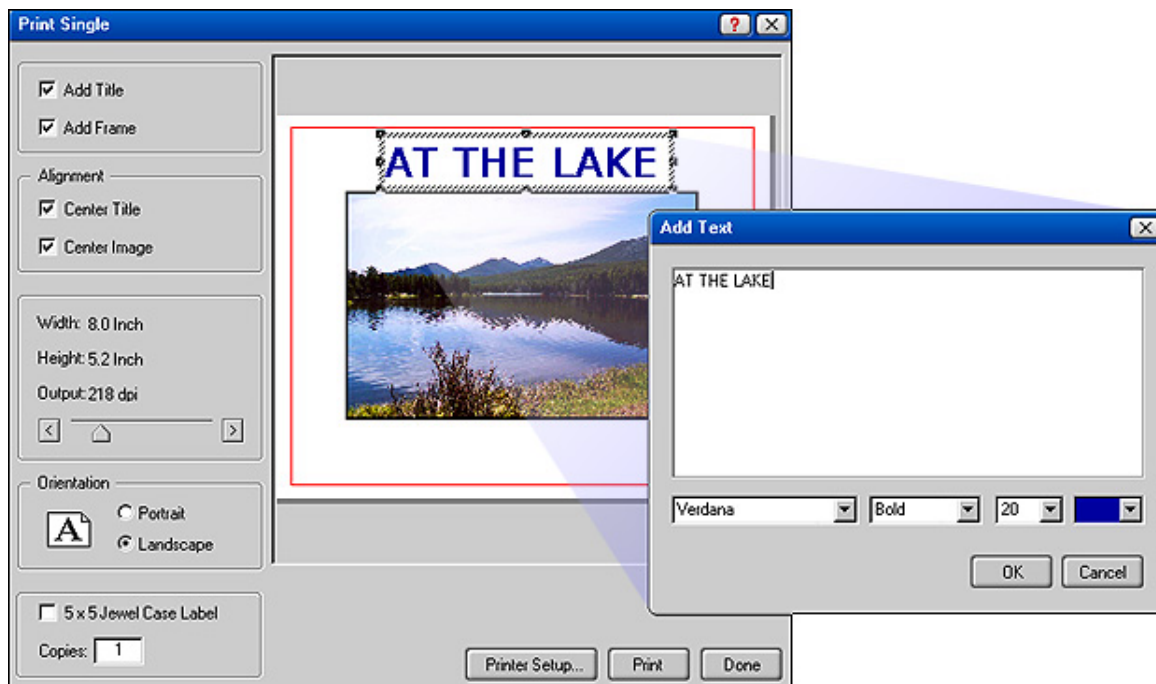 Print Single
?
Add Title
Add Frame
Alignment
Center Title
Center Image
Width: 8.0 Inch
Height: 5.2 Inch
Output: 218 dpi
<
>
Orientation
A
Portrait
Landscape
5 x 5 Jewel Case Label
Copies: 1
AT THE LAKE
Printer Setup...
Print
Done
Add Text
AT THE LAKE
Verdana
Bold
20
OK
Cancel